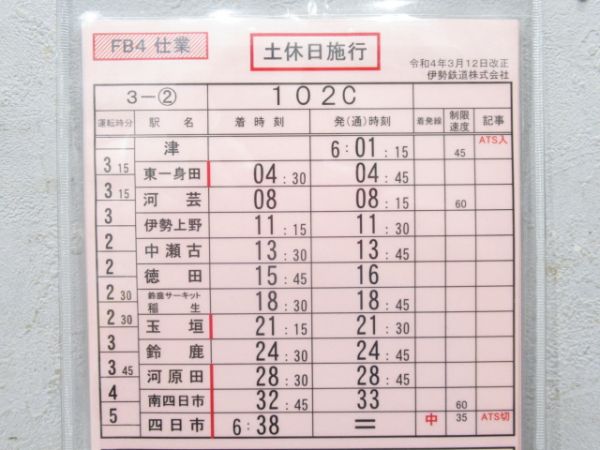 FB4 仕業
土休日施行
令和4年3月12日改正
伊勢鉄道株式会社
3-② 102C
運転時分 駅名 着時刻 発(通)時刻 着発線 制限速度 記事
津 6:01:15 45 ATS入
3 15
東一身田 04:30 04:45
3 15
河芸 08 08:15 60
3
伊勢上野 11:15 11:30
2
中瀬古 13:30 13:45
2
徳田 15:45 16
2 30
鈴鹿サーキット稲生 18:30 18:45
2 30
玉垣 21:15 21:30
3
鈴鹿 24:30 24:45
3 45
河原田 28:30 28:45
4
南四日市 32:45 33 60
5
四日市 6:38 = 中 35 ATS切